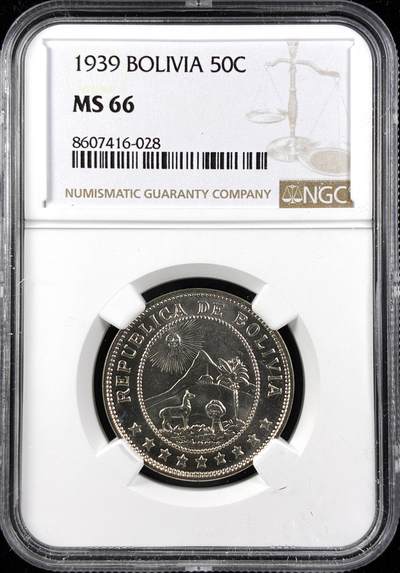 1939 BOLIVIA 50C
MS 66
8607416-028
NUMISMATIC GUARANTY COMPANY
NGC
REPUBLICA DE BOLIVIA